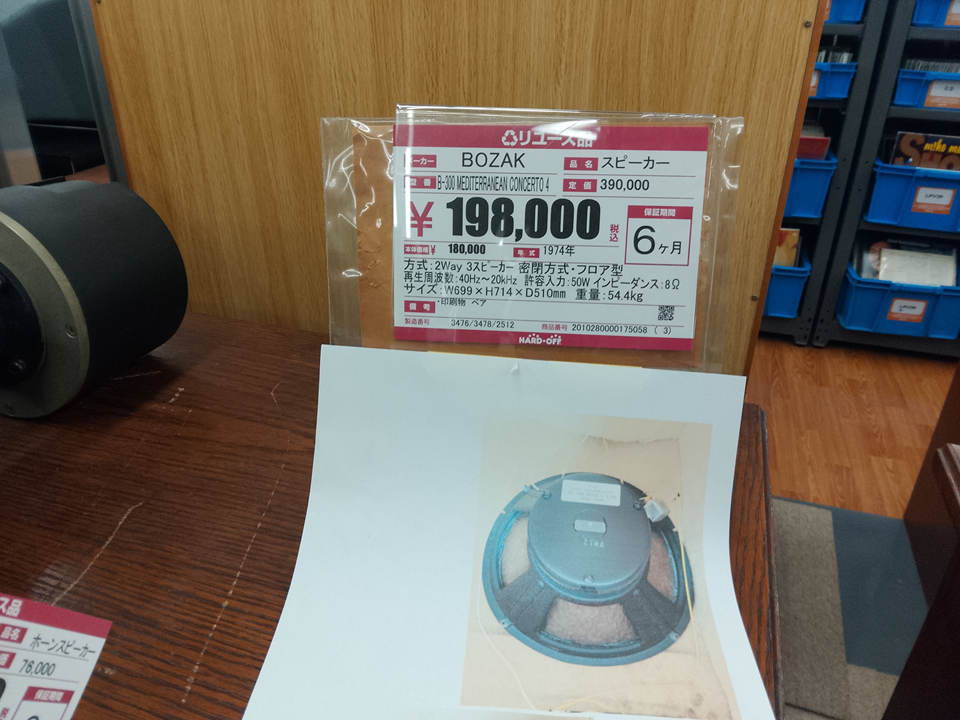 リユース品
メーカー BOZAK 品名 スピーカー
型番 B-300 MEDITERRANEAN CONCERTO 4 定価 390,000
¥ 198,000 税込 保証期間 6ヶ月
本体価格¥ 180,000 年式 1974年
方式:2Way 3スピーカー 密閉方式・フロア型
再生周波数:40Hz～20kHz 許容入力:50W インピーダンス:8Ω
サイズ:W699×H714×D510mm 重量:54.4kg
備考 ・印刷物 ペア
製造番号 3476/3478/2512 商品番号 2010280000175058 ( 3)
HARD・OFF
ス品
品名 ホーンスピーカー
価 76,000
保証期間